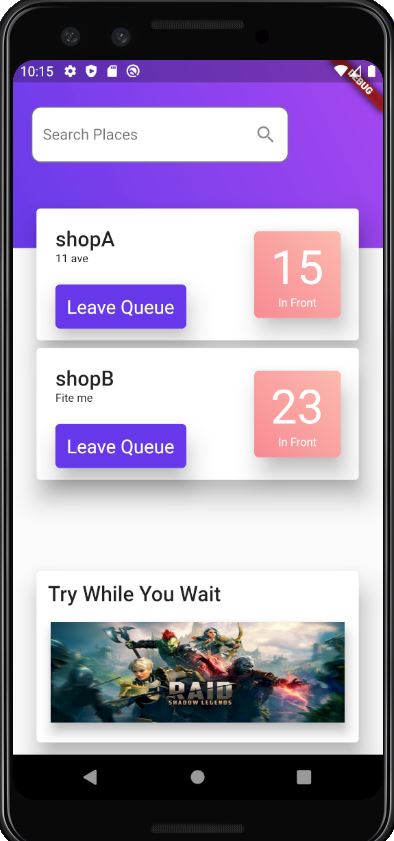 10:15
DEBUG
Search Places
shopA
11 ave
15
Leave Queue
In Front
shopB
Fite me
23
Leave Queue
In Front
Try While You Wait
RAID
SHADOW LEGENDS